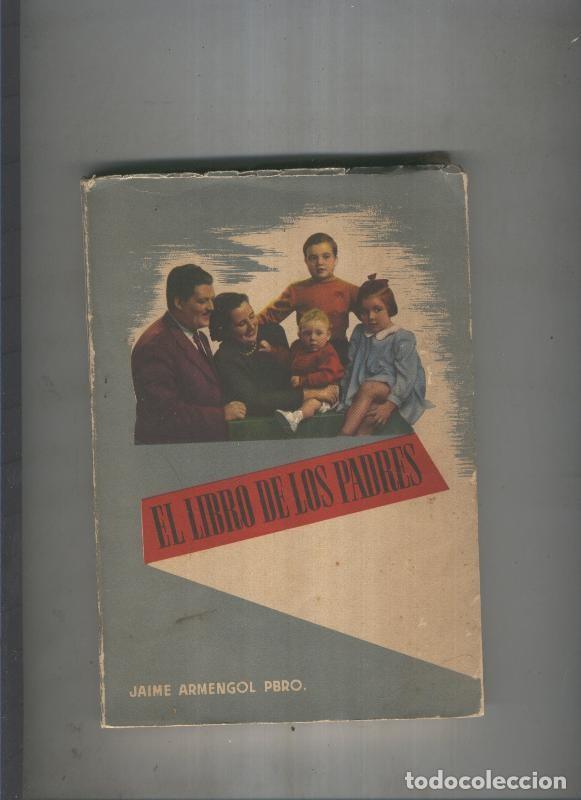 EL LIBRO DE LOS PADRES
JAIME ARMENGOL PBRO.
todocoleccion